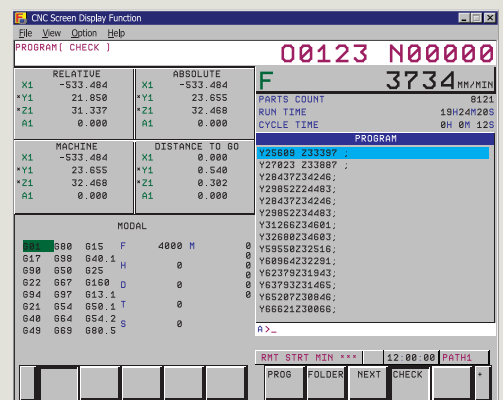 CNC Screen Display Function
File View Option Help
PROGRAM( CHECK )
O0123 N00000
RELATIVE
X1 -533.484
*Y1 21.850
*Z1 31.337
A1 0.000
ABSOLUTE
X1 -533.484
*Y1 23.655
*Z1 32.468
A1 0.000
F 3734 MM/MIN
PARTS COUNT 8121
RUN TIME 19H24M20S
CYCLE TIME 0H 0M 12S
MACHINE
X1 -533.484
*Y1 23.655
*Z1 32.468
A1 0.000
DISTANCE TO GO
X1 0.000
*Y1 0.540
*Z1 0.302
A1 0.000
PROGRAM
Y25609 Z33397 ;
Y27023 Z33887 ;
Y28437Z34246;
Y29852Z24483;
Y28437Z34246;
Y29852Z24483;
Y31266Z34601;
Y32680Z34603;
Y59550Z32516;
Y60964Z32291;
Y62379Z31943;
Y63793Z31465;
Y65207Z30846;
Y66621Z30066;
MODAL
G01 G80 G15 F 4000 M 0
G17 G98 G40.1 0
G90 G50 G25 H 0 0
G22 G67 G160 D 0 0
G94 G97 G13.1 0
G21 G54 G50.1 T 0
G40 G64 G54.2
G49 G69 G80.5 S 0
A>_
RMT STRT MIN *** 12:00:00 PATH1
PROG FOLDER NEXT CHECK +